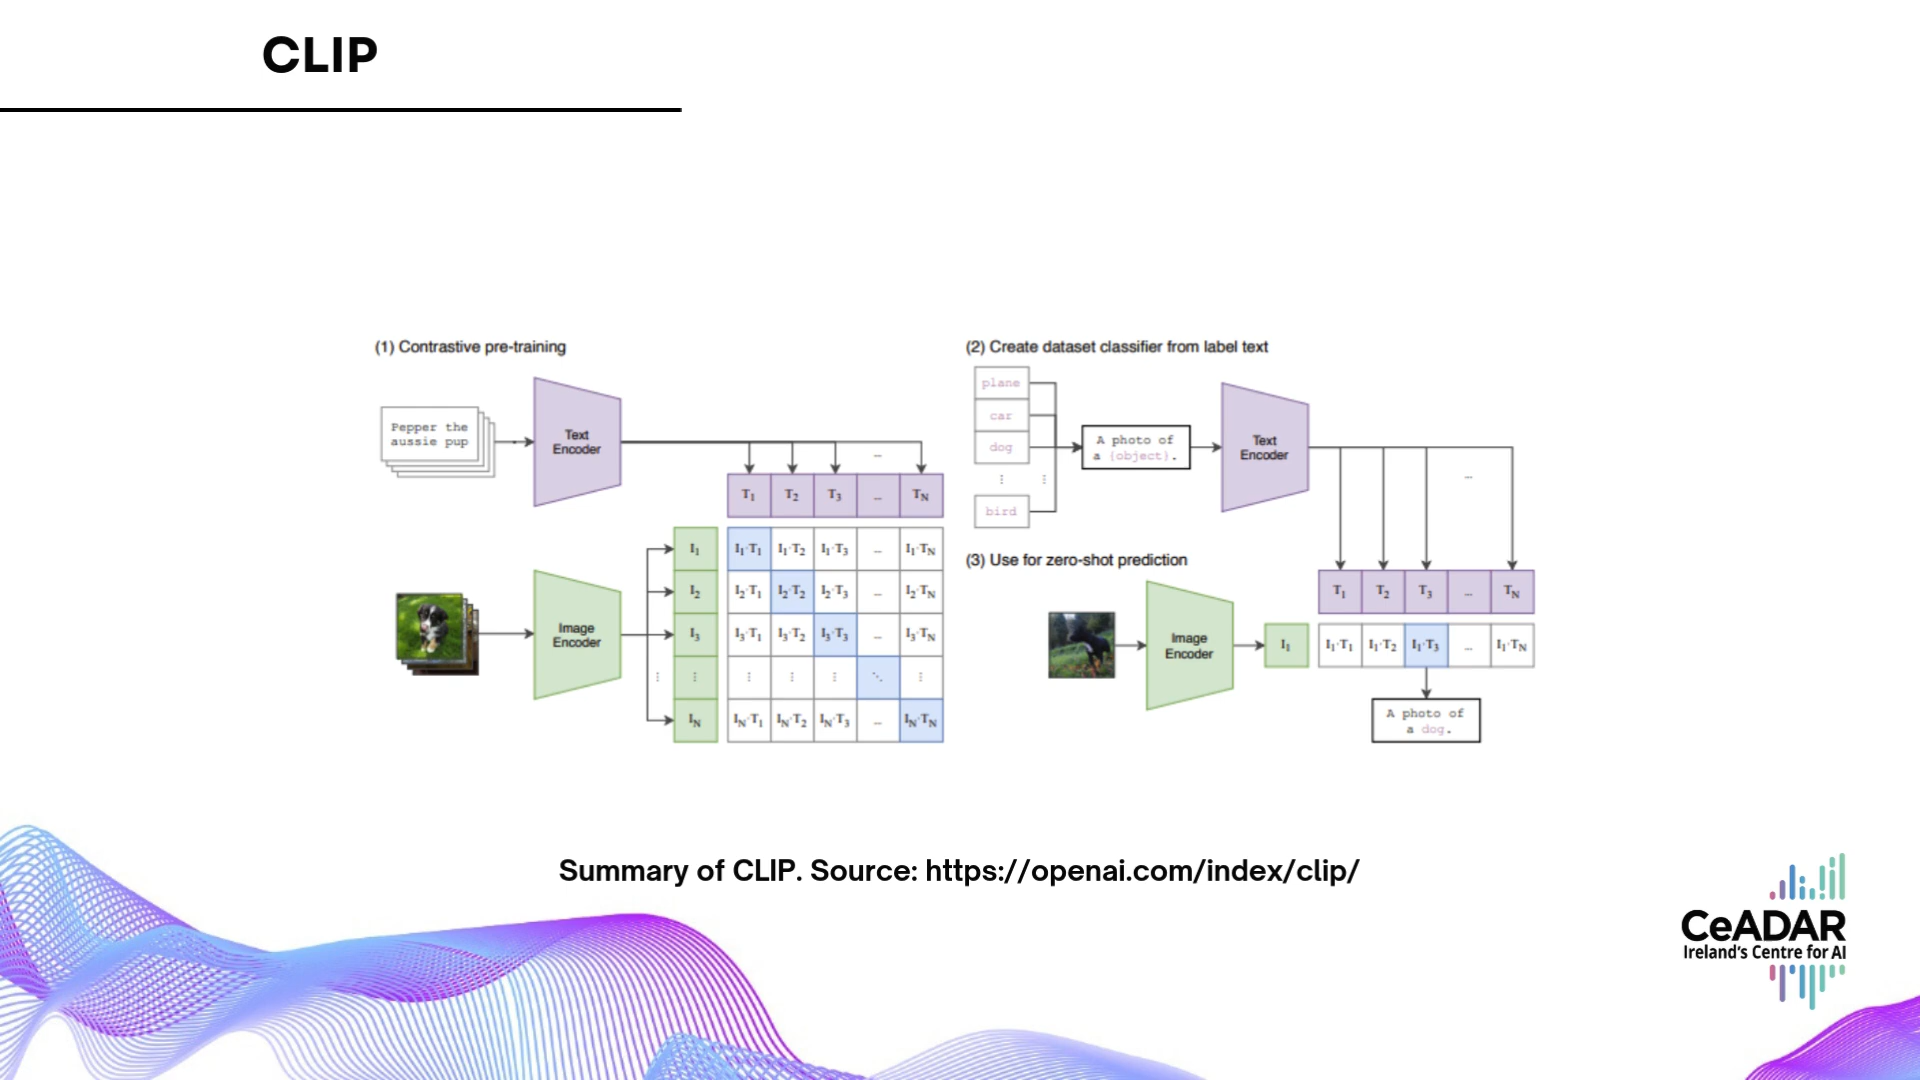 CLIP
(1) Contrastive pre-training
Pepper the
aussie pup
Text
Encoder
...
T1 T2 T3 ... TN
Image
Encoder
I1 I1·T1 I1·T2 I1·T3 ... I1·TN
I2 I2·T1 I2·T2 I2·T3 ... I2·TN
I3 I3·T1 I3·T2 I3·T3 ... I3·TN
⋮ ⋮ ⋮ ⋮ ⋮ ⋱ ⋮
IN IN·T1 IN·T2 IN·T3 ... IN·TN
(2) Create dataset classifier from label text
plane
car
dog
⋮ ⋮
bird
A photo of
a {object}.
Text
Encoder
...
(3) Use for zero-shot prediction
Image
Encoder
T1 T2 T3 ... TN
I1 I1·T1 I1·T2 I1·T3 ... I1·TN
A photo of
a dog.
Summary of CLIP. Source: https://openai.com/index/clip/
CeADAR
Ireland's Centre for AI